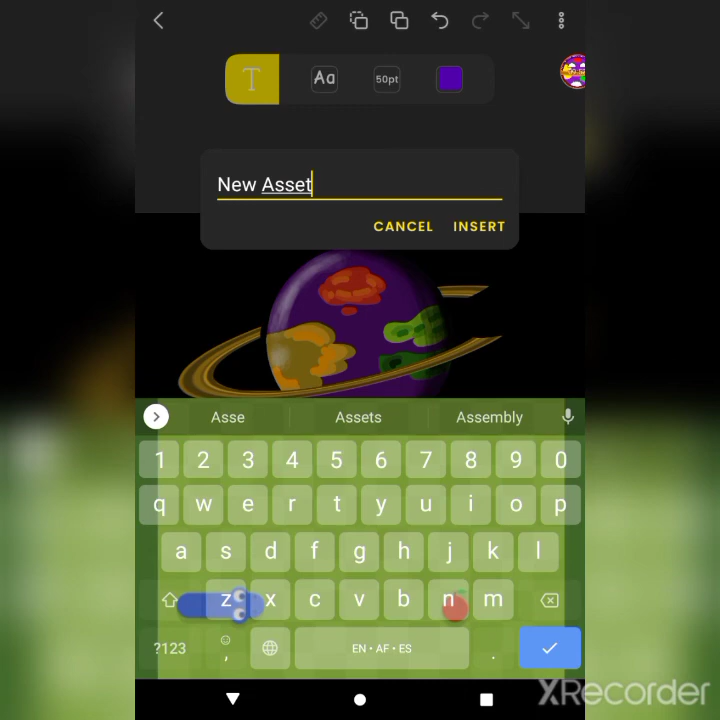 T Aa 50pt
New Asset
CANCEL INSERT
Asse Assets Assembly
1 2 3 4 5 6 7 8 9 0
q w e r t y u i o p
a s d f g h j k l
z x c v b n m
?123 , EN • AF • ES .
XRecorder